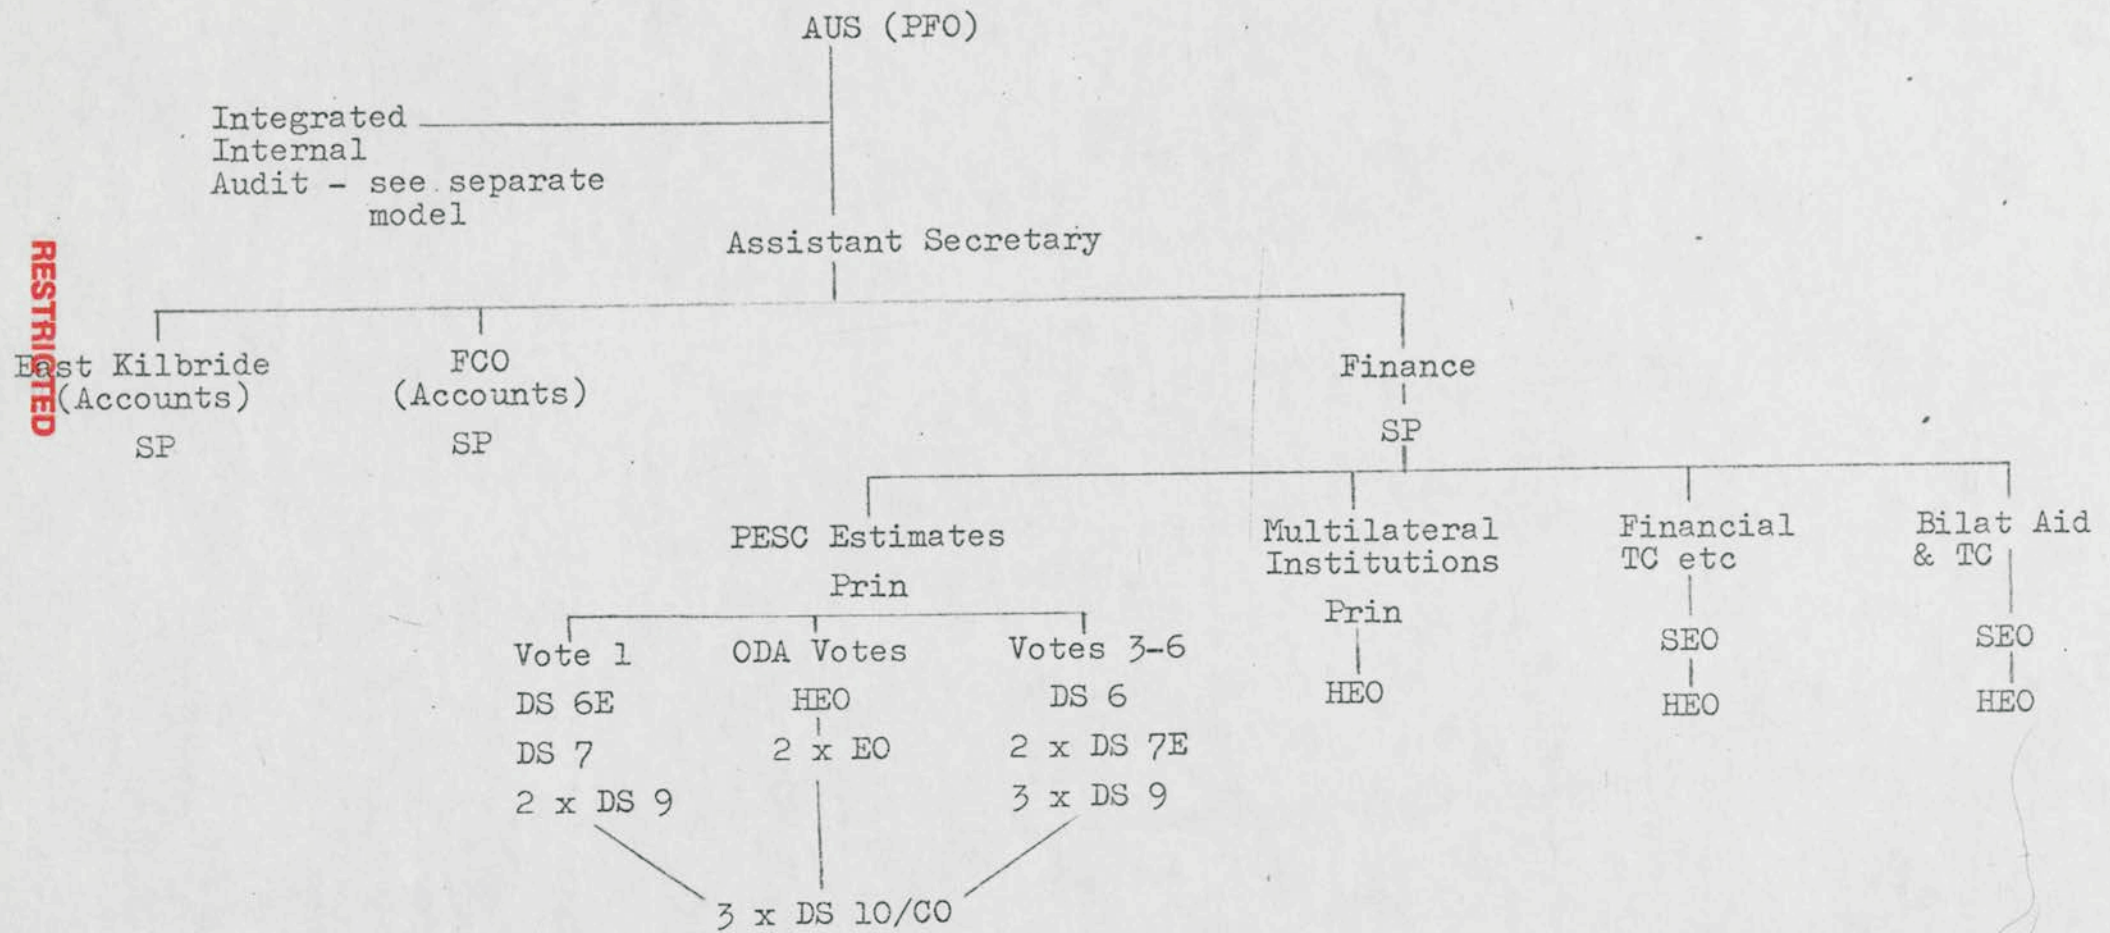 AUS (PFO)
Integrated
Internal
Audit - see separate
model
RESTRICTED
Assistant Secretary
East Kilbride
(Accounts)
SP
FCO
(Accounts)
SP
Finance
SP
PESC Estimates
Prin
Multilateral
Institutions
Prin
HEO
Financial
TC etc
SEO
HEO
Bilat Aid
& TC
SEO
HEO
Vote 1
DS 6E
DS 7
2 x DS 9
ODA Votes
HEO
2 x EO
Votes 3-6
DS 6
2 x DS 7E
3 x DS 9
3 x DS 10/CO